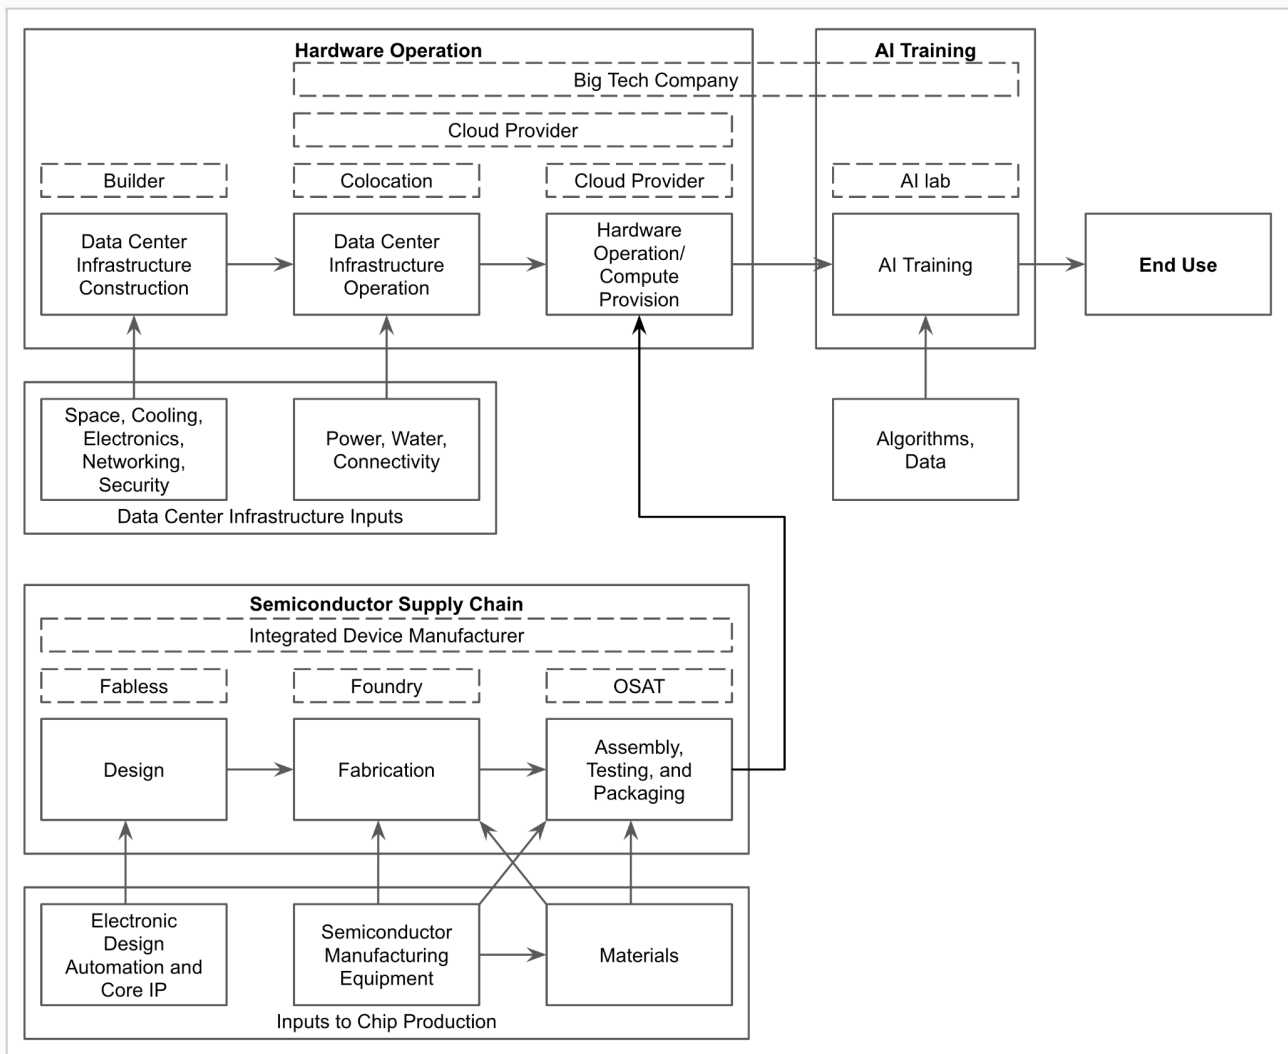 Hardware Operation
AI Training
Big Tech Company
Cloud Provider
Builder
Colocation
Cloud Provider
AI lab
Data Center
Infrastructure
Construction
Data Center
Infrastructure
Operation
Hardware
Operation/
Compute
Provision
AI Training
End Use
Space, Cooling,
Electronics,
Networking,
Security
Power, Water,
Connectivity
Algorithms,
Data
Data Center Infrastructure Inputs
Semiconductor Supply Chain
Integrated Device Manufacturer
Fabless
Foundry
OSAT
Design
Fabrication
Assembly,
Testing, and
Packaging
Electronic
Design
Automation and
Core IP
Semiconductor
Manufacturing
Equipment
Materials
Inputs to Chip Production